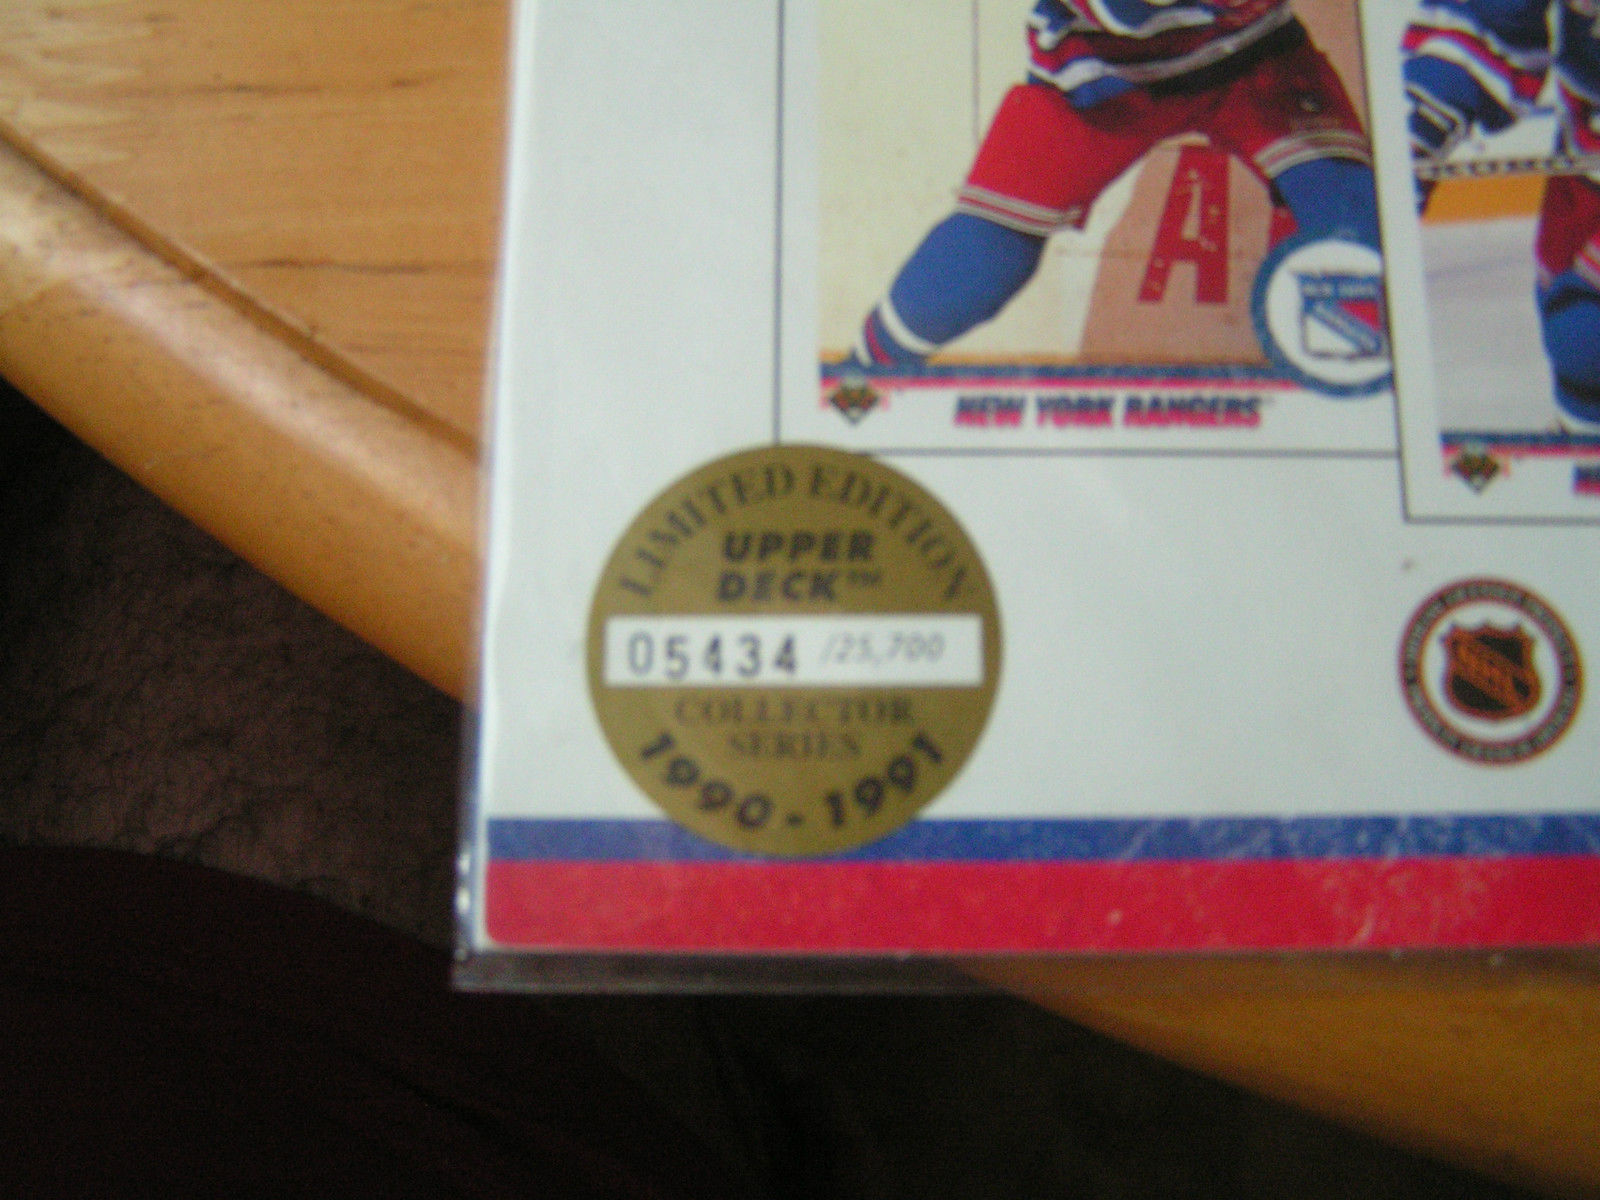 NEW YORK RANGERS
LIMITED EDITION
UPPER
DECK™
05434 /25,700
COLLECTOR
SERIES
1990-1991